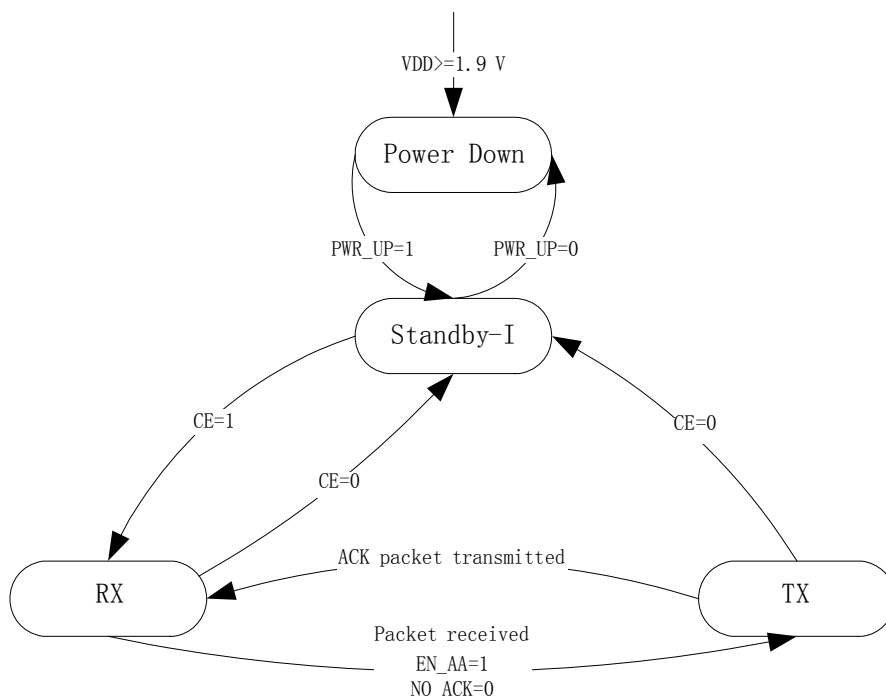 VDD>=1.9 V
Power Down
PWR_UP=1
PWR_UP=0
Standby-I
CE=1
CE=0
CE=0
ACK packet transmitted
RX
TX
Packet received
EN_AA=1
NO_ACK=0